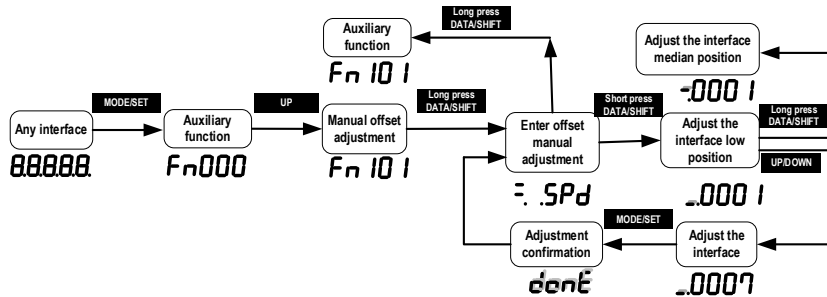 Long press
DATA/SHIFT
Auxiliary
function
Fn 101
Adjust the interface
median position
-.0001
MODE/SET
UP
Long press
DATA/SHIFT
Short press
DATA/SHIFT
Long press
DATA/SHIFT
Any interface
8.8.8.8.8.
Auxiliary
function
Fn000
Manual offset
adjustment
Fn 101
Enter offset
manual
adjustment
=. .SPd
Adjust the
interface low
position
_.0001
UP/DOWN
MODE/SET
Adjustment
confirmation
donE
Adjust the
interface
_.0007